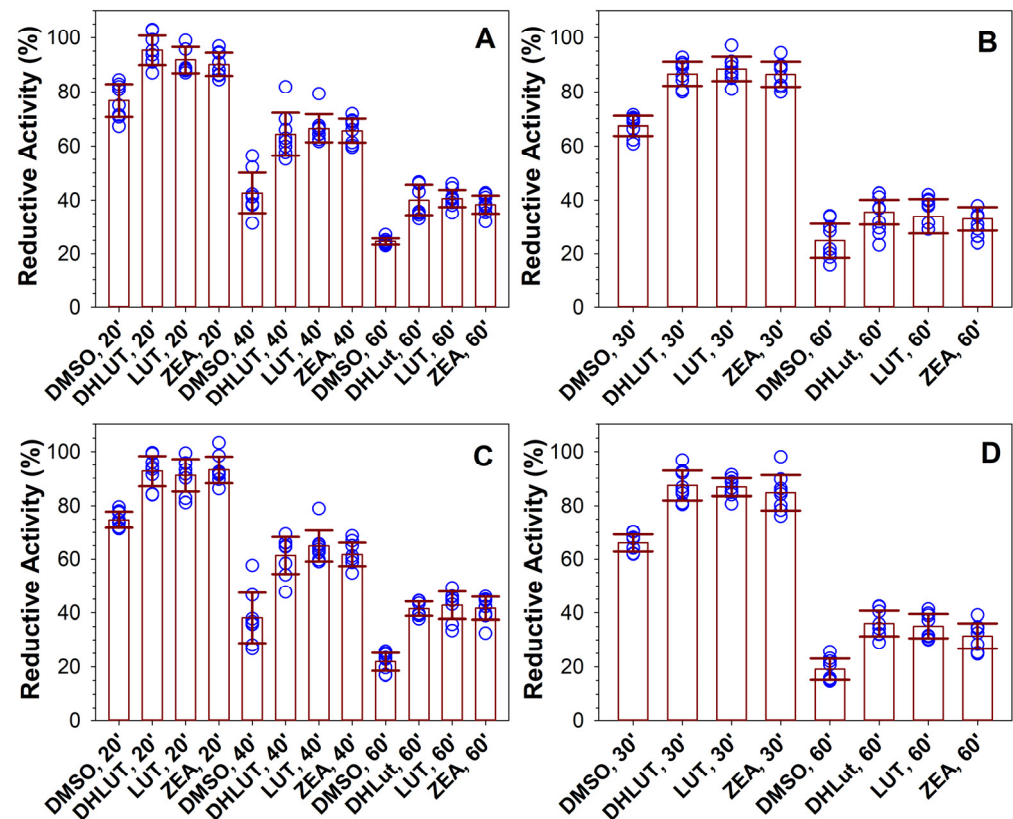 A
Reductive Activity (%)
100
80
60
40
20
0
DMSO, 20'
DHLUT, 20'
LUT, 20'
ZEA, 20'
DMSO, 40'
DHLUT, 40'
LUT, 40'
ZEA, 40'
DMSO, 60'
DHLut, 60'
LUT, 60'
ZEA, 60'
B
Reductive Activity (%)
100
80
60
40
20
0
DMSO, 30'
DHLUT, 30'
LUT, 30'
ZEA, 30'
DMSO, 60'
DHLut, 60'
LUT, 60'
ZEA, 60'
C
Reductive Activity (%)
100
80
60
40
20
0
DMSO, 20'
DHLUT, 20'
LUT, 20'
ZEA, 20'
DMSO, 40'
DHLUT, 40'
LUT, 40'
ZEA, 40'
DMSO, 60'
DHLut, 60'
LUT, 60'
ZEA, 60'
D
Reductive Activity (%)
100
80
60
40
20
0
DMSO, 30'
DHLUT, 30'
LUT, 30'
ZEA, 30'
DMSO, 60'
DHLut, 60'
LUT, 60'
ZEA, 60'